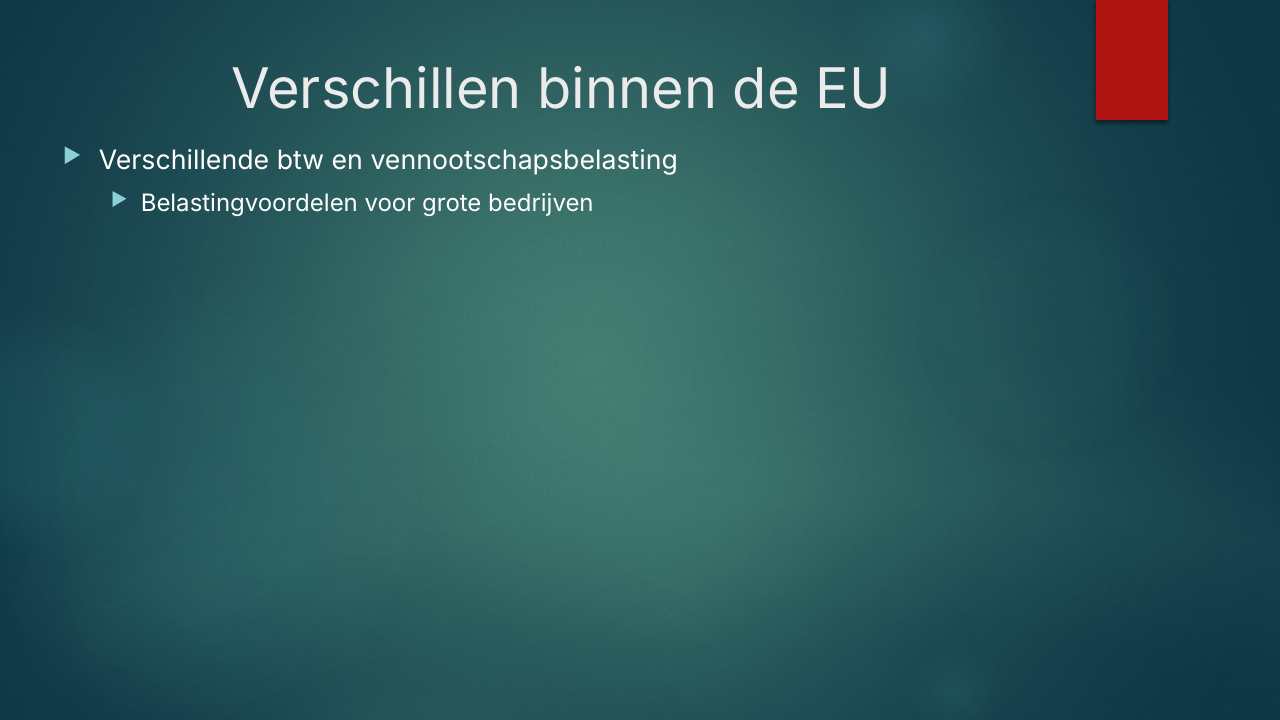 Verschillen binnen de EU
Verschillende btw en vennootschapsbelasting
Belastingvoordelen voor grote bedrijven